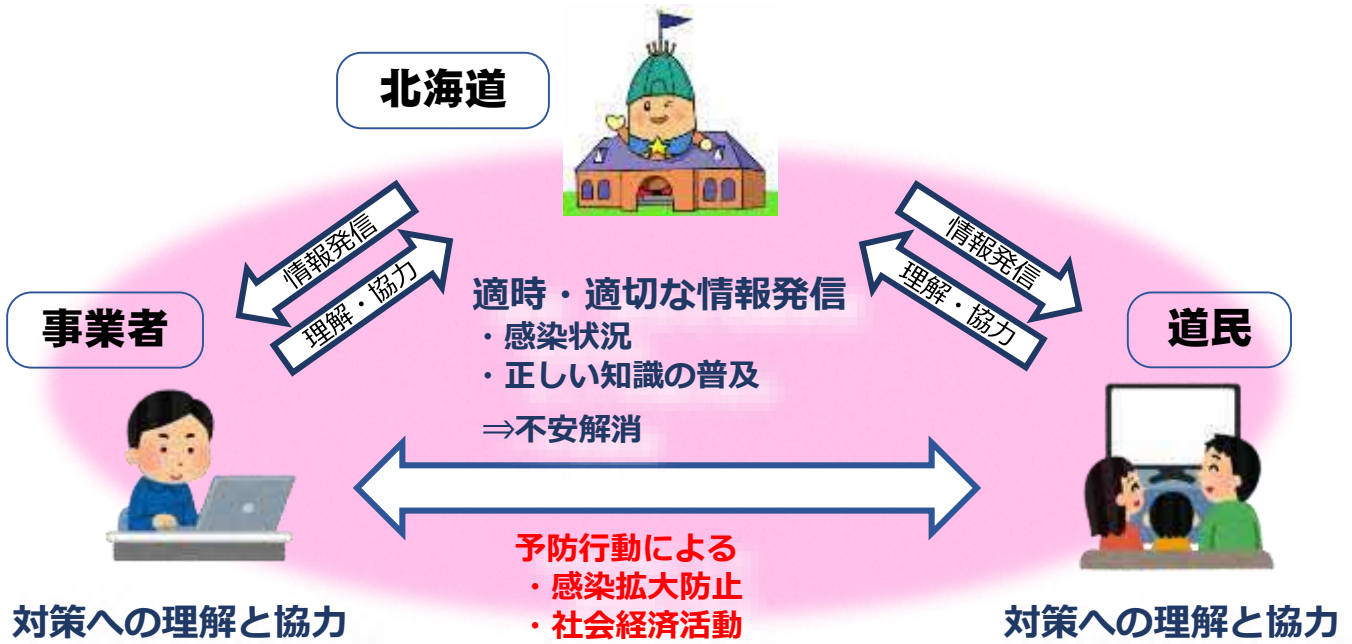 北海道
情報発信
理解・協力
情報発信
理解・協力
事業者
適時・適切な情報発信
・感染状況
・正しい知識の普及
⇒不安解消
道民
予防行動による
・感染拡大防止
・社会経済活動
対策への理解と協力
対策への理解と協力